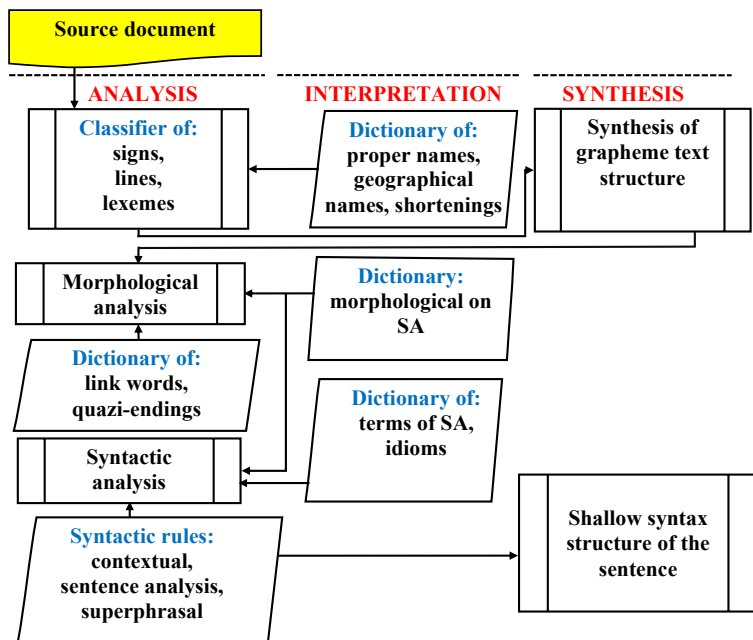 Source document
ANALYSIS
INTERPRETATION
SYNTHESIS
Classifier of:
signs,
lines,
lexemes
Dictionary of:
proper names,
geographical
names, shortenings
Synthesis of
grapheme text
structure
Morphological
analysis
Dictionary:
morphological on
SA
Dictionary of:
link words,
quazi-endings
Dictionary of:
terms of SA,
idioms
Syntactic
analysis
Syntactic rules:
contextual,
sentence analysis,
superphrasal
Shallow syntax
structure of the
sentence